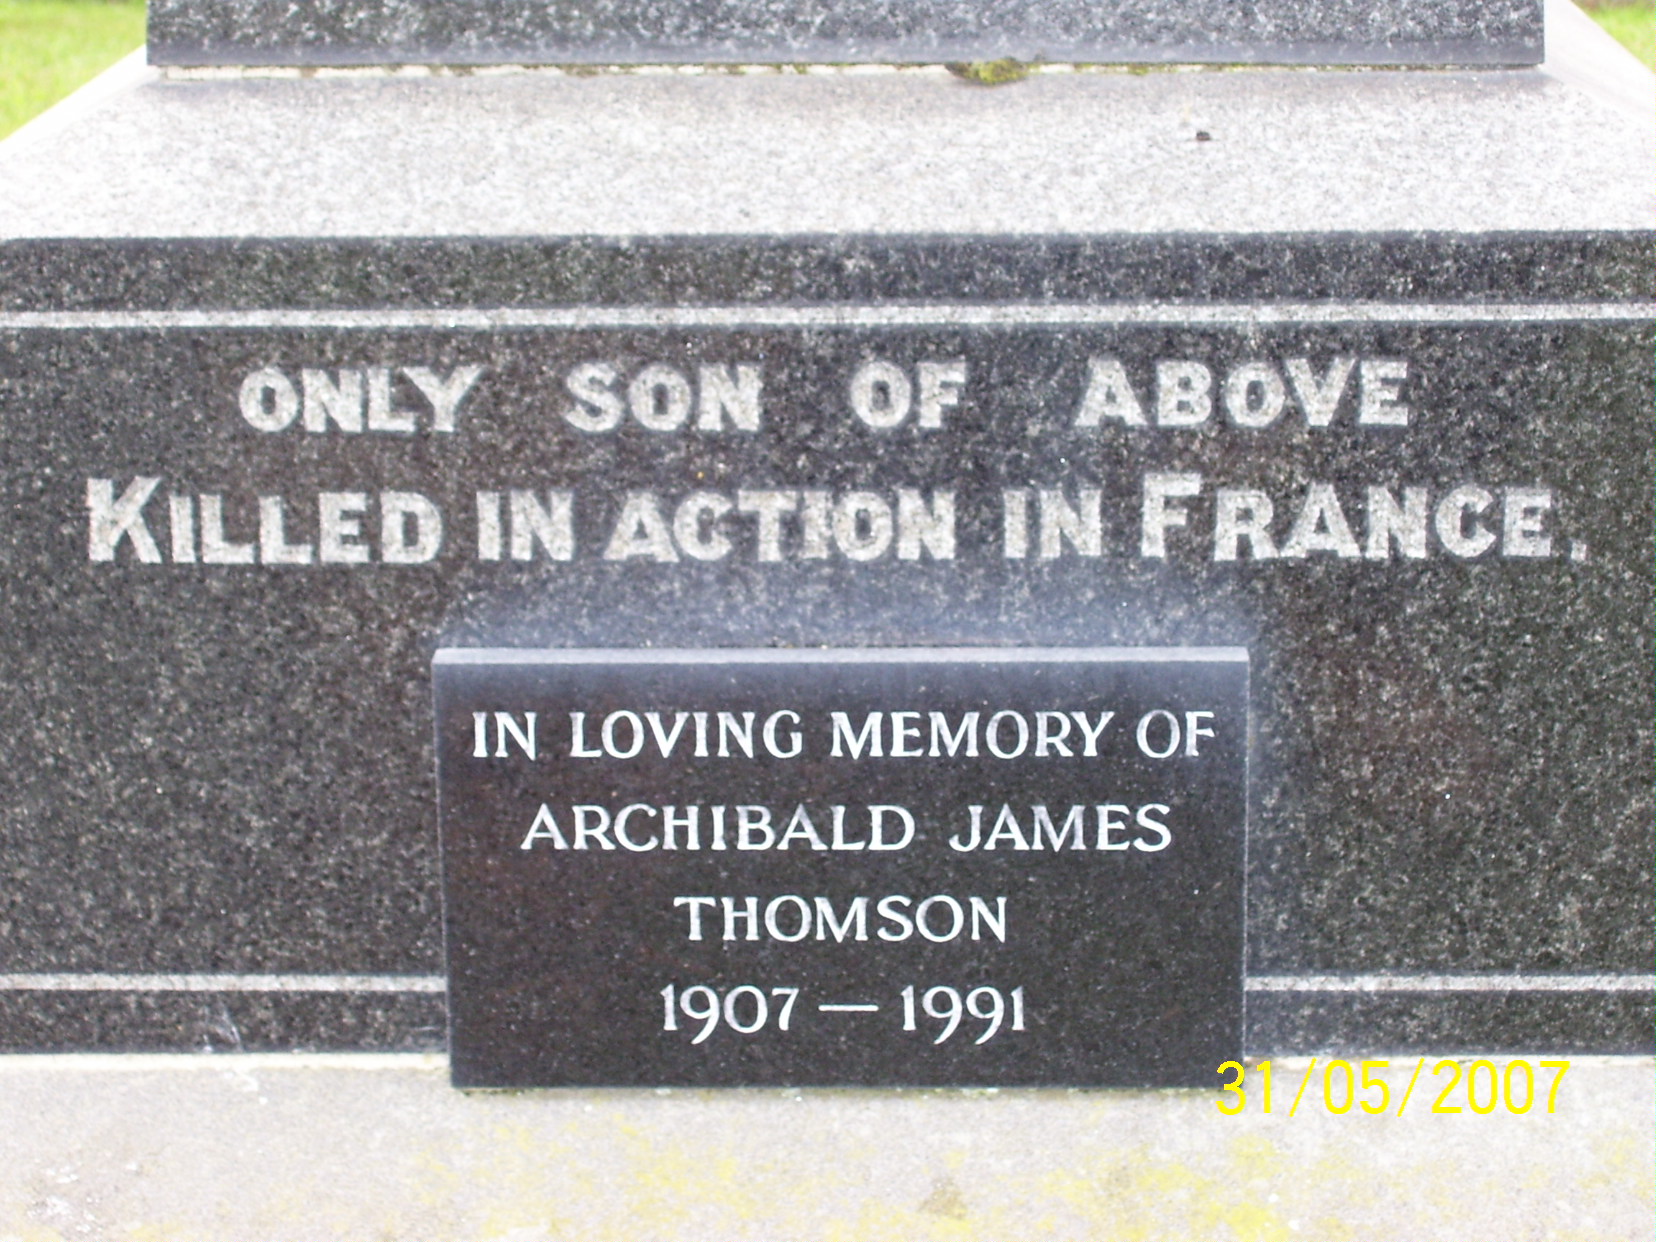 ONLY SON OF ABOVE
KILLED IN ACTION IN FRANCE.
IN LOVING MEMORY OF
ARCHIBALD JAMES
THOMSON
1907 — 1991
31/05/2007